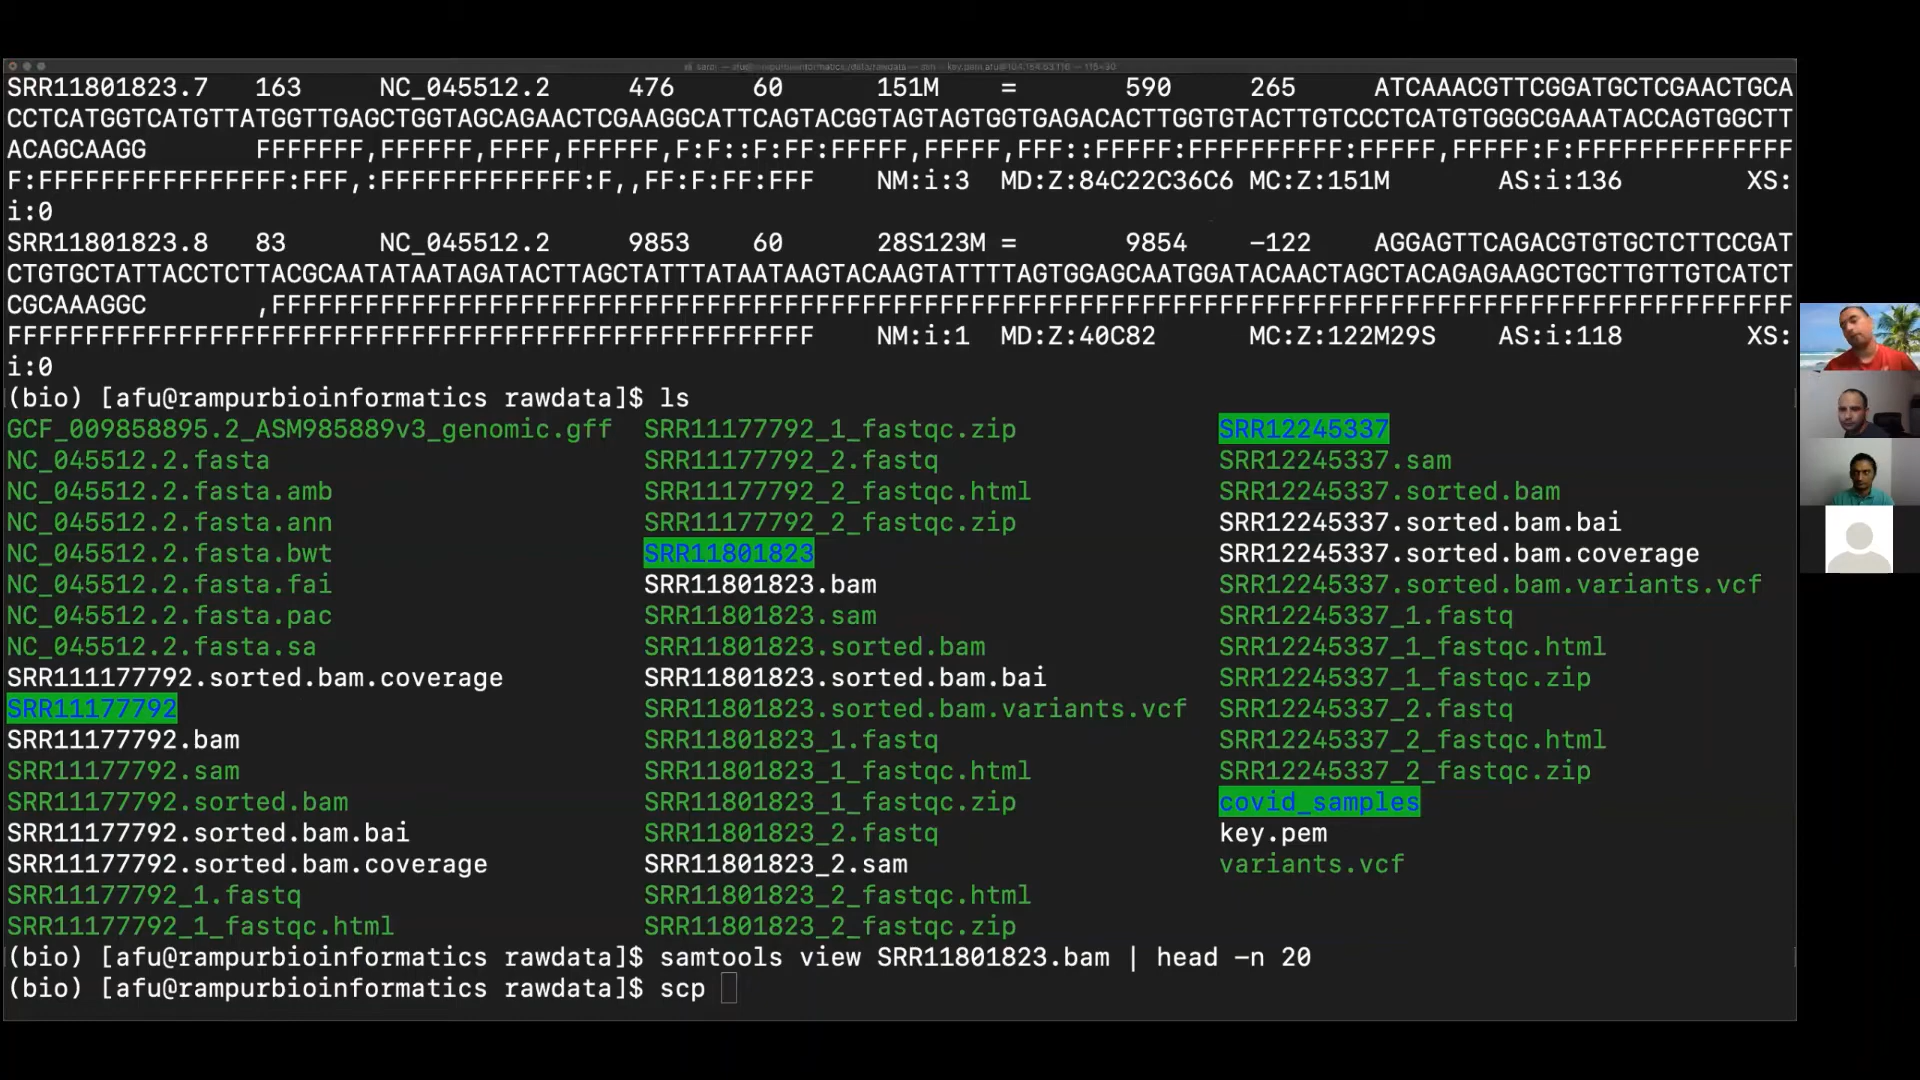 SRR11801823.7 163 NC_045512.2 476 60 151M = 590 265 ATCAAACGTTCGGATGCTCGAACTGCA
CCTCATGGTCATGTTATGGTTGAGCTGGTAGCAGAACTCGAAGGCATTCAGTACGGTAGTAGTGGTGAGACACTTGGTGTACTTGTCCCTCATGTGGGCGAAATACCAGTGGCTT
ACAGCAAGG FFFFFFF,FFFFFF,FFFF,FFFFFF,F:F::F:FF:FFFFF,FFFFF,FFF::FFFFF:FFFFFFFFFF:FFFFF,FFFFF:F:FFFFFFFFFFFFFF
F:FFFFFFFFFFFFFFFF:FFF,:FFFFFFFFFFFFF:F,,FF:F:FF:FFF NM:i:3 MD:Z:84C22C36C6 MC:Z:151M AS:i:136 XS:
i:0
SRR11801823.8 83 NC_045512.2 9853 60 28S123M = 9854 -122 AGGAGTTCAGACGTGTGCTCTTCCGAT
CTGTGCTATTACCTCTTACGCAATATAATAGATACTTAGCTATTTATAATAAGTACAAGTATTTTAGTGGAGCAATGGATACAACTAGCTACAGAGAAGCTGCTTGTTGTCATCT
CGCAAAGGC ,FFFFFFFFFFFFFFFFFFFFFFFFFFFFFFFFFFFFFFFFFFFFFFFFFFFFFFFFFFFFFFFFFFFFFFFFFFFFFFFFFFFFFFFFFFFFFFFFFF
FFFFFFFFFFFFFFFFFFFFFFFFFFFFFFFFFFFFFFFFFFFFFFFFFFFF NM:i:1 MD:Z:40C82 MC:Z:122M29S AS:i:118 XS:
i:0
(bio) [afu@rampurbioinformatics rawdata]$ ls
GCF_009858895.2_ASM985889v3_genomic.gff SRR11177792_1_fastqc.zip SRR12245337
NC_045512.2.fasta SRR11177792_2.fastq SRR12245337.sam
NC_045512.2.fasta.amb SRR11177792_2_fastqc.html SRR12245337.sorted.bam
NC_045512.2.fasta.ann SRR11177792_2_fastqc.zip SRR12245337.sorted.bam.bai
NC_045512.2.fasta.bwt SRR11801823 SRR12245337.sorted.bam.coverage
NC_045512.2.fasta.fai SRR11801823.bam SRR12245337.sorted.bam.variants.vcf
NC_045512.2.fasta.pac SRR11801823.sam SRR12245337_1.fastq
NC_045512.2.fasta.sa SRR11801823.sorted.bam SRR12245337_1_fastqc.html
SRR111177792.sorted.bam.coverage SRR11801823.sorted.bam.bai SRR12245337_1_fastqc.zip
SRR11177792 SRR11801823.sorted.bam.variants.vcf SRR12245337_2.fastq
SRR11177792.bam SRR11801823_1.fastq SRR12245337_2_fastqc.html
SRR11177792.sam SRR11801823_1_fastqc.html SRR12245337_2_fastqc.zip
SRR11177792.sorted.bam SRR11801823_1_fastqc.zip covid_samples
SRR11177792.sorted.bam.bai SRR11801823_2.fastq key.pem
SRR11177792.sorted.bam.coverage SRR11801823_2.sam variants.vcf
SRR11177792_1.fastq SRR11801823_2_fastqc.html
SRR11177792_1_fastqc.html SRR11801823_2_fastqc.zip
(bio) [afu@rampurbioinformatics rawdata]$ samtools view SRR11801823.bam | head -n 20
(bio) [afu@rampurbioinformatics rawdata]$ scp